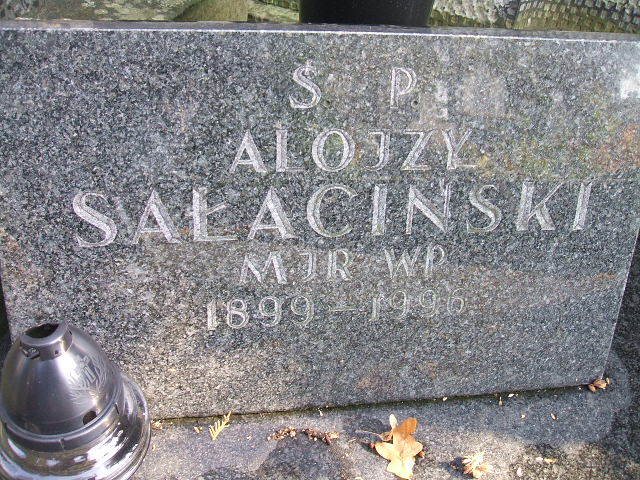 Ś P
ALOJZY
SAŁACIŃSKI
MJR WP
1899 – 1996